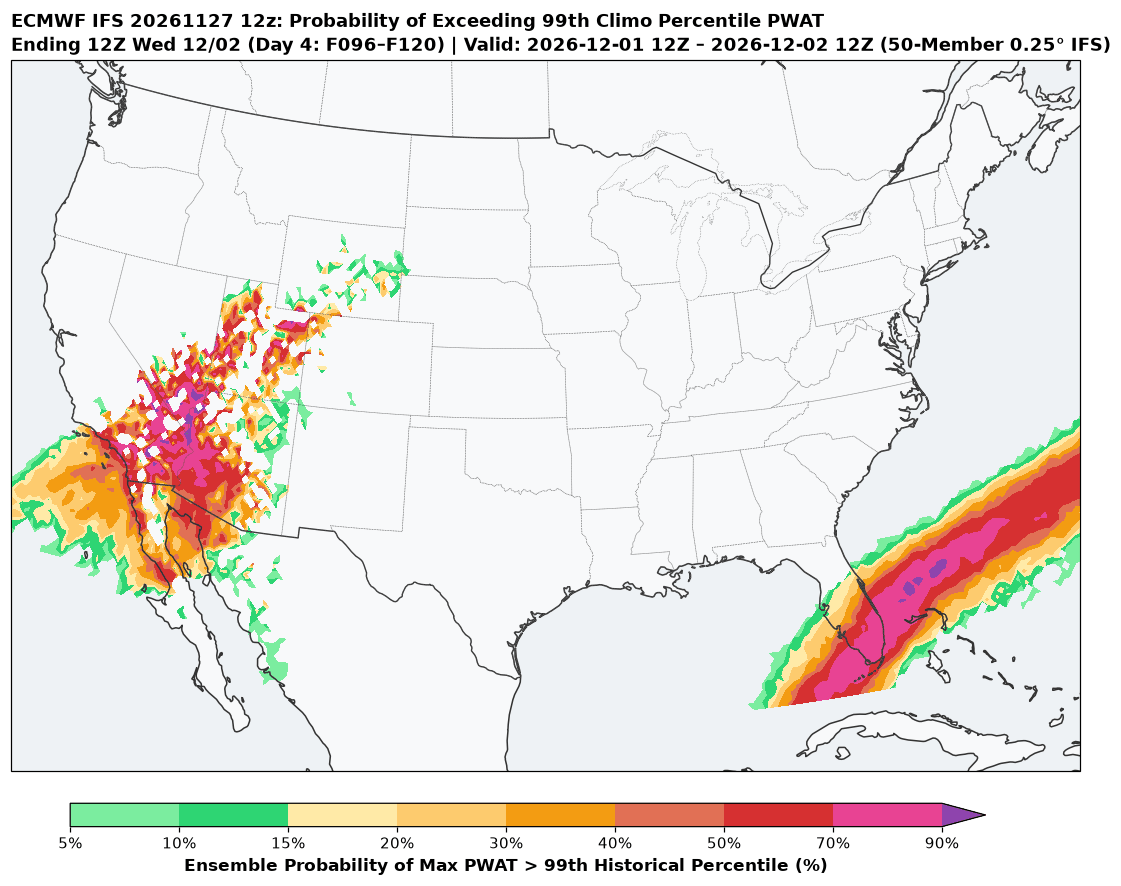 ECMWF IFS 20261127 12z: Probability of Exceeding 99th Climo Percentile PWAT
Ending 12Z Wed 12/02 (Day 4: F096–F120) | Valid: 2026-12-01 12Z – 2026-12-02 12Z (50-Member 0.25° IFS)
5% 10% 15% 20% 30% 40% 50% 70% 90%
Ensemble Probability of Max PWAT > 99th Historical Percentile (%)